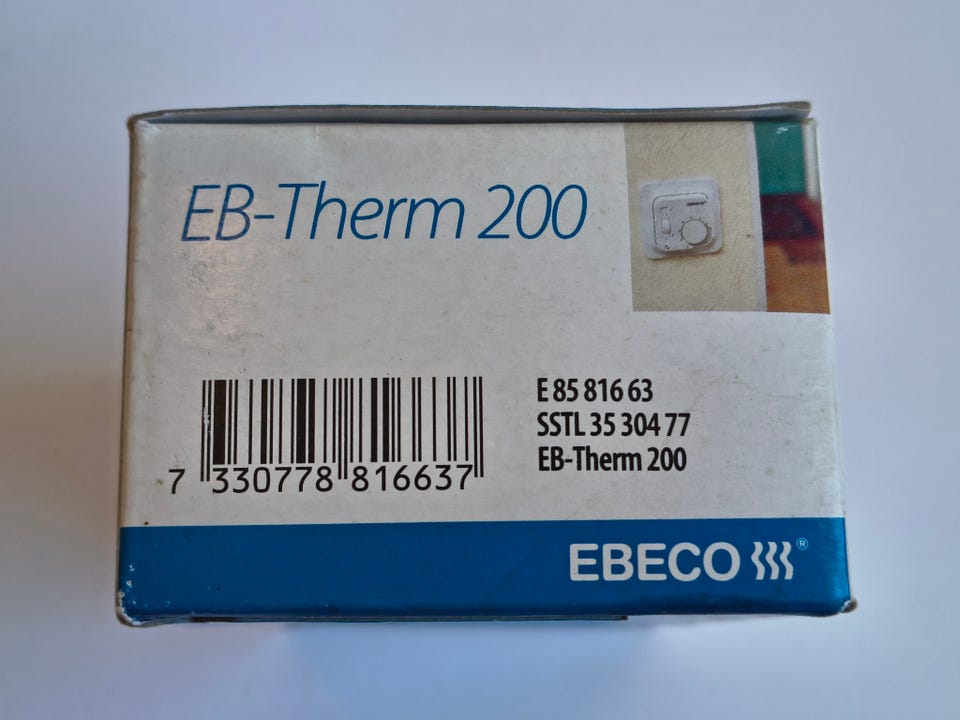 EB-Therm 200
E 85 816 63
SSTL 35 304 77
EB-Therm 200
7 330778 816637
EBECO ®